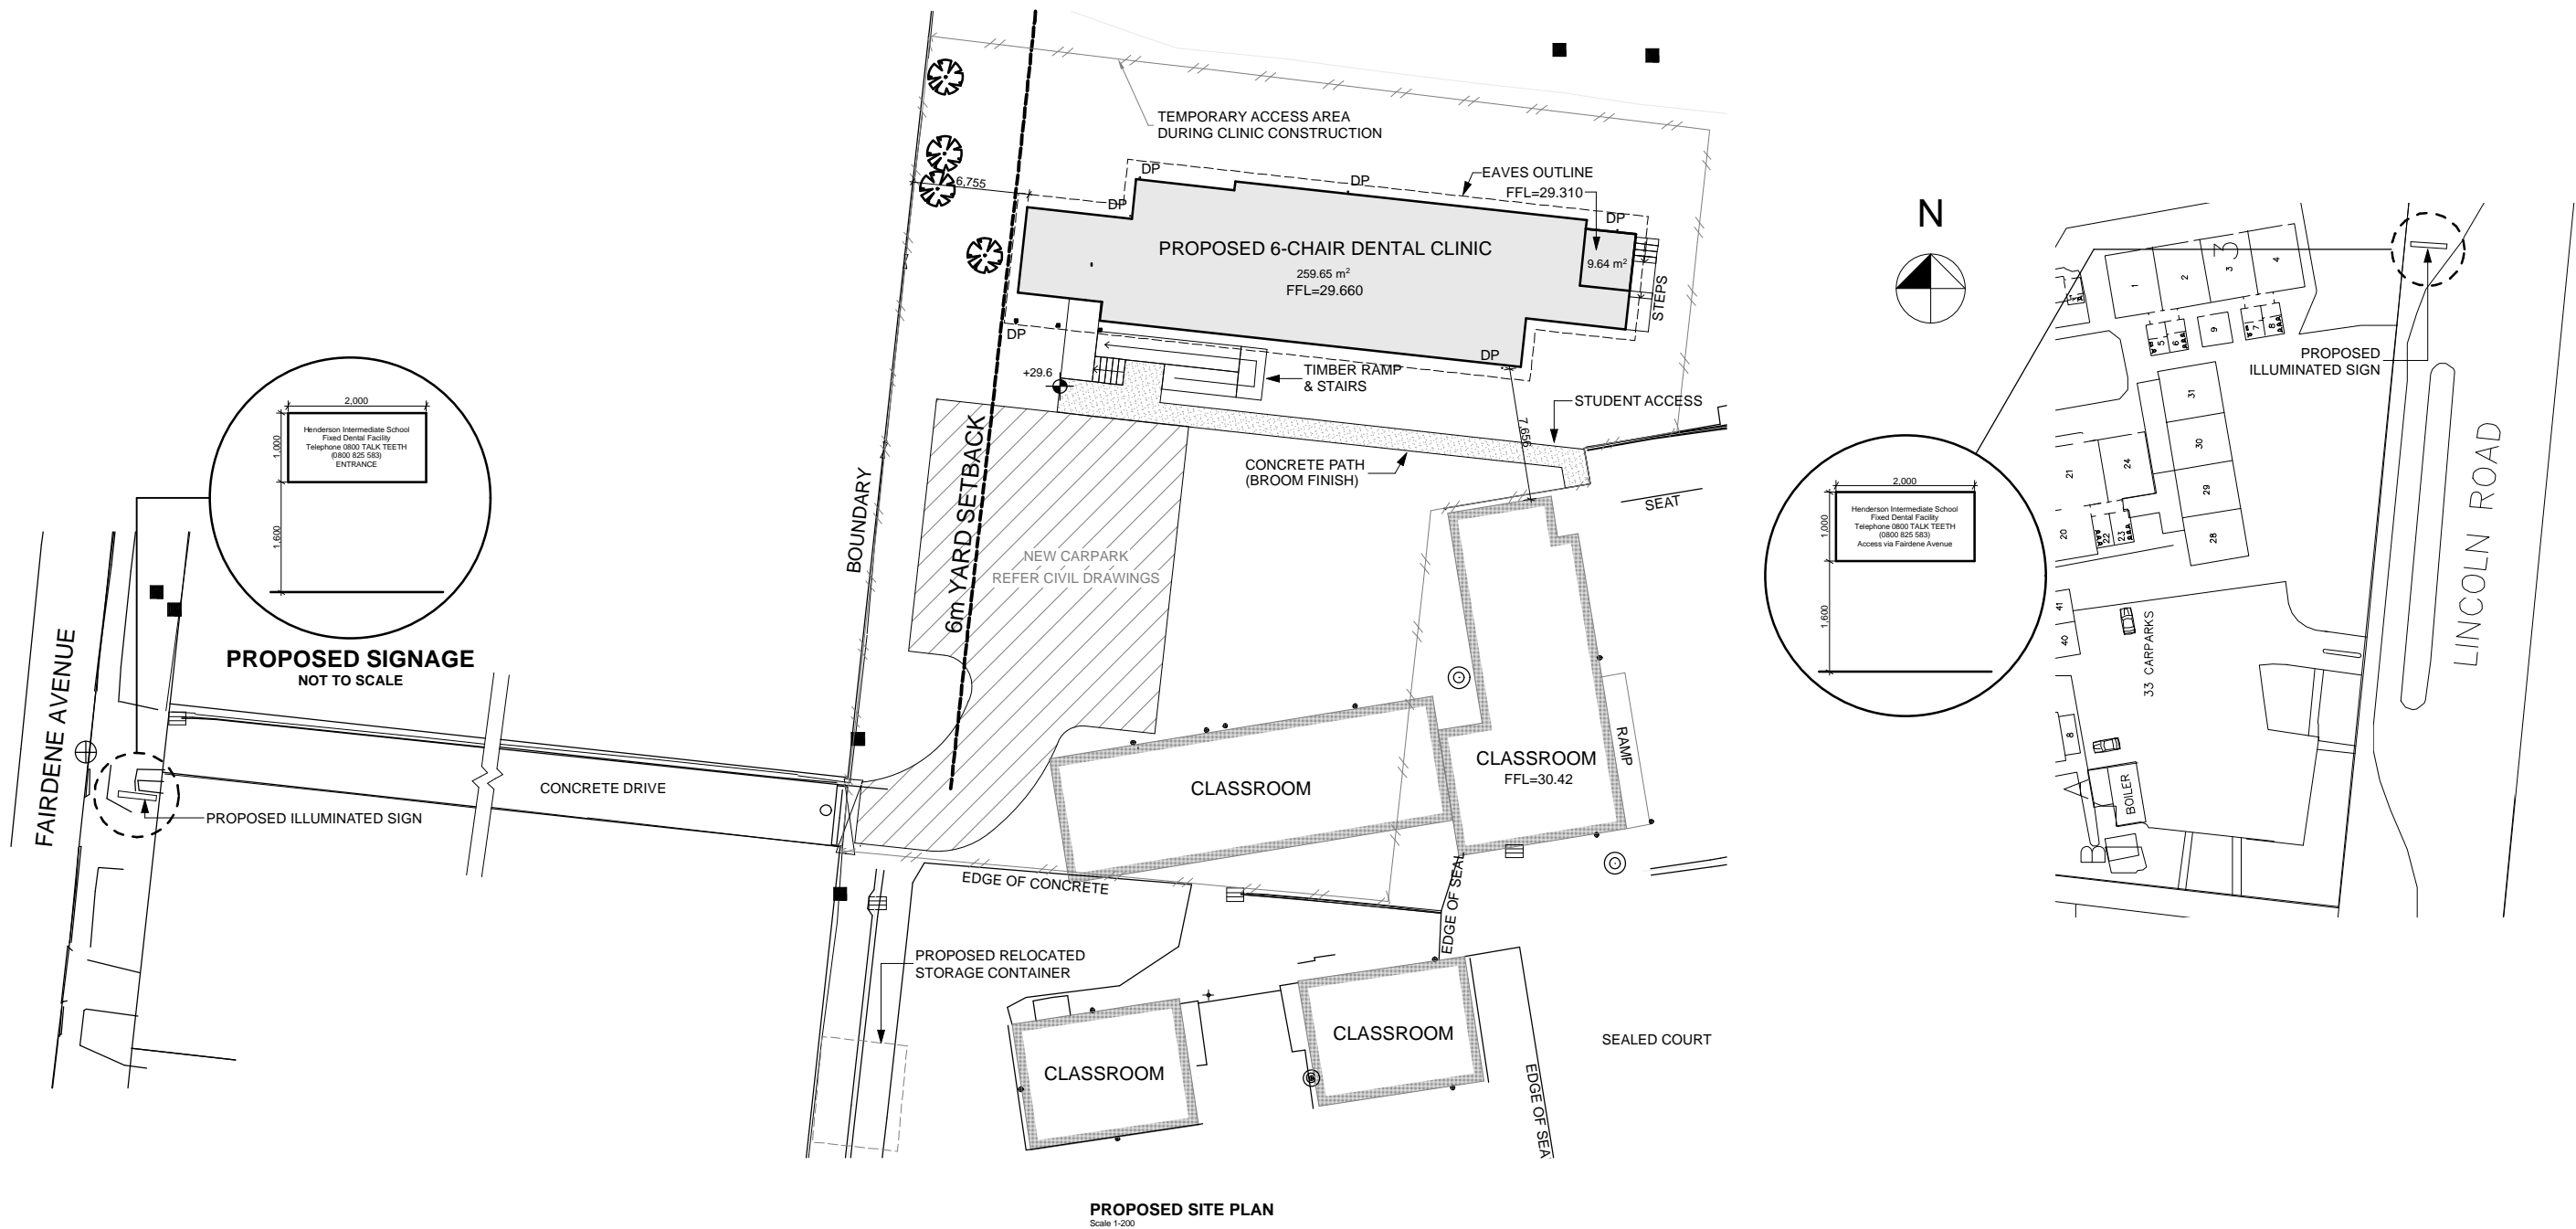 TEMPORARY ACCESS AREA
DURING CLINIC CONSTRUCTION
DP
DP
DP
DP
DP
DP
EAVES OUTLINE
FFL=29.310
6,755
PROPOSED 6-CHAIR DENTAL CLINIC
259.65 m²
FFL=29.660
9.64 m²
STEPS
+29.6
TIMBER RAMP
& STAIRS
STUDENT ACCESS
7,656
CONCRETE PATH
(BROOM FINISH)
SEAT
BOUNDARY
6m YARD SETBACK
NEW CARPARK
REFER CIVIL DRAWINGS
2,000
1,000
1,600
Henderson Intermediate School
Fixed Dental Facility
Telephone 0800 TALK TEETH
(0800 825 583)
ENTRANCE
PROPOSED SIGNAGE
NOT TO SCALE
FAIRDENE AVENUE
PROPOSED ILLUMINATED SIGN
CONCRETE DRIVE
CLASSROOM
CLASSROOM
FFL=30.42
RAMP
EDGE OF CONCRETE
EDGE OF SEAL
PROPOSED RELOCATED
STORAGE CONTAINER
CLASSROOM
CLASSROOM
SEALED COURT
EDGE OF SEA
N
2,000
1,000
1,600
Henderson Intermediate School
Fixed Dental Facility
Telephone 0800 TALK TEETH
(0800 825 583)
Access via Fairdene Avenue
1
2
3
3
4
5
6
9
7
8
PROPOSED
ILLUMINATED SIGN
31
30
29
28
21
24
20
22
23
41
40
33 CARPARKS
8
A
BOILER
B
LINCOLN ROAD
PROPOSED SITE PLAN
Scale 1-200